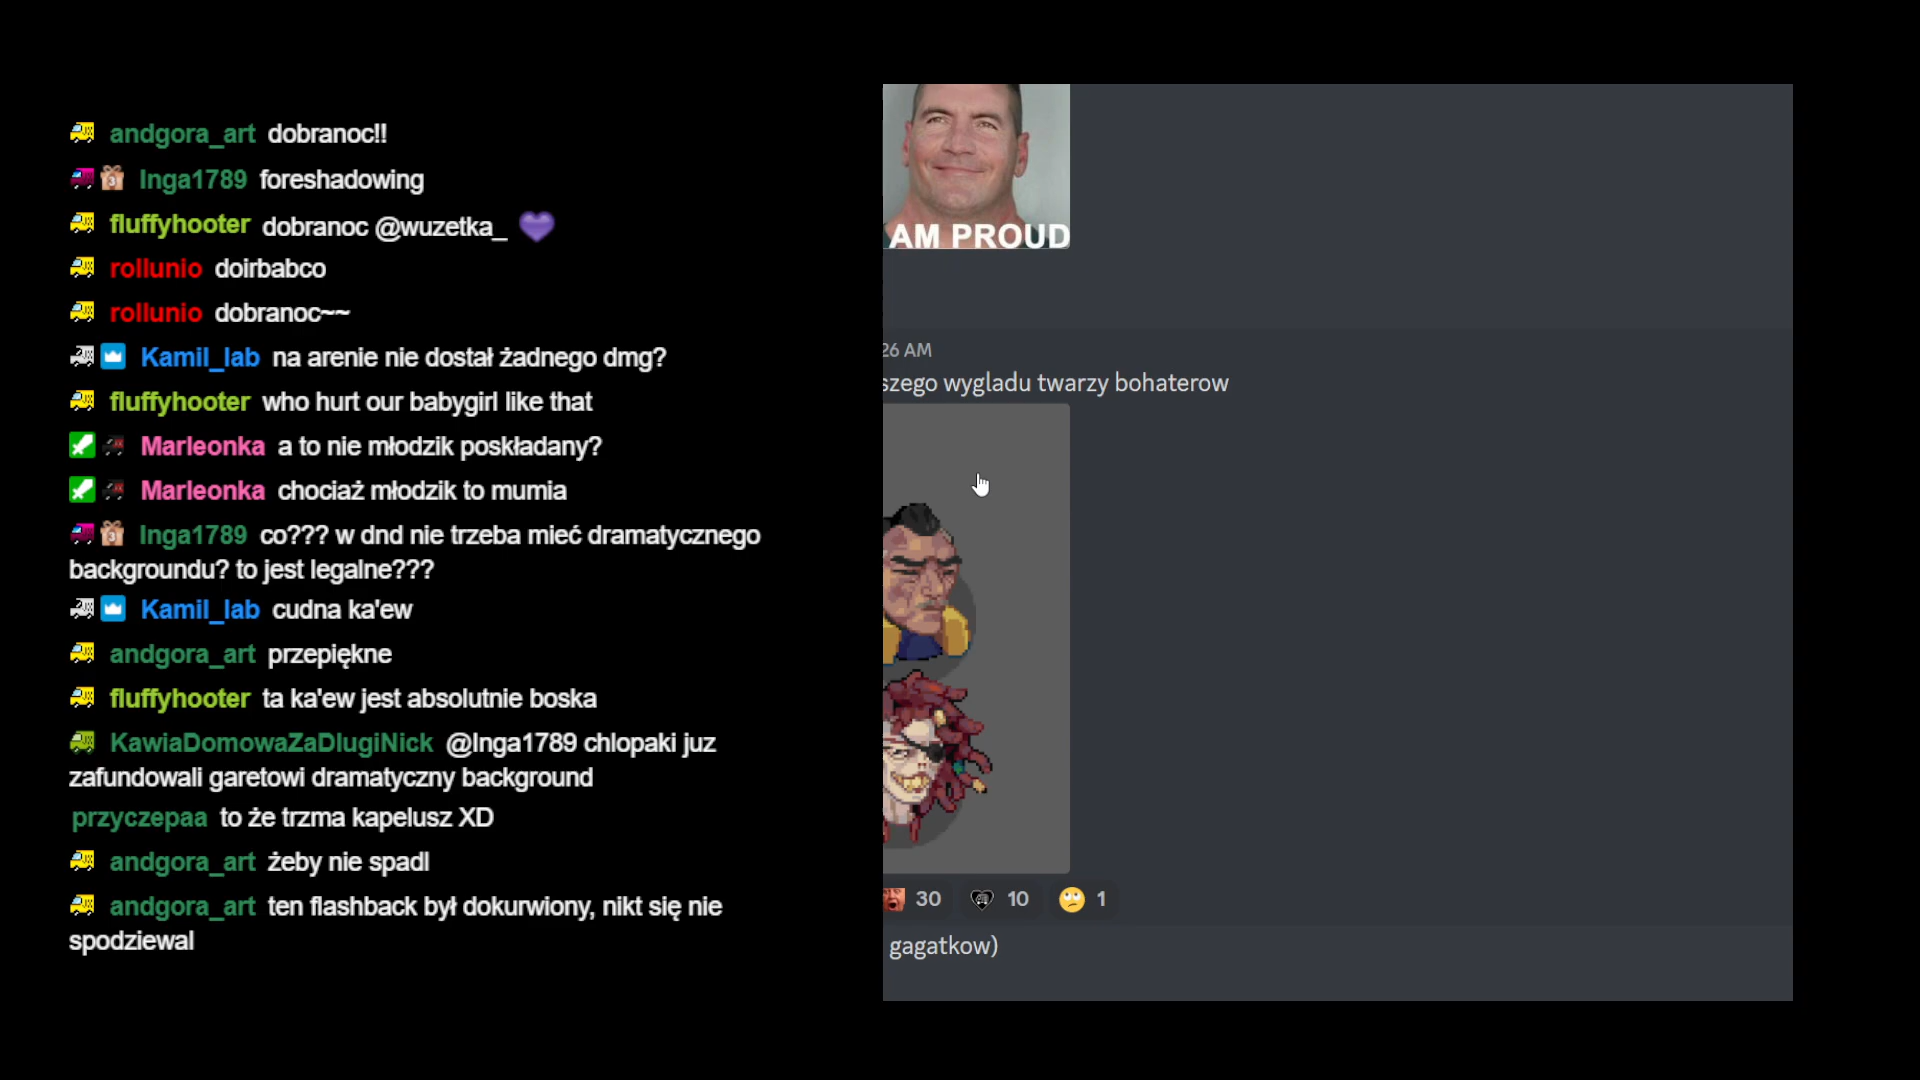 andgora_art dobranoc!!
Inga1789 foreshadowing
fluffyhooter dobranoc @wuzetka_
rollunio doirbabco
rollunio dobranoc~~
Kamil_lab na arenie nie dostał żadnego dmg?
fluffyhooter who hurt our babygirl like that
Marleonka a to nie młodzik poskładany?
Marleonka chociaż młodzik to mumia
Inga1789 co??? w dnd nie trzeba mieć dramatycznego
backgroundu? to jest legalne???
Kamil_lab cudna ka'ew
andgora_art przepiękne
fluffyhooter ta ka'ew jest absolutnie boska
KawiaDomowaZaDlugiNick @Inga1789 chlopaki juz
zafundowali garetowi dramatyczny background
przyczepaa to że trzma kapelusz XD
andgora_art żeby nie spadl
andgora_art ten flashback był dokurwiony, nikt się nie
spodziewal
AM PROUD
26 AM
szego wygladu twarzy bohaterow
30 10 1
gagatkow)